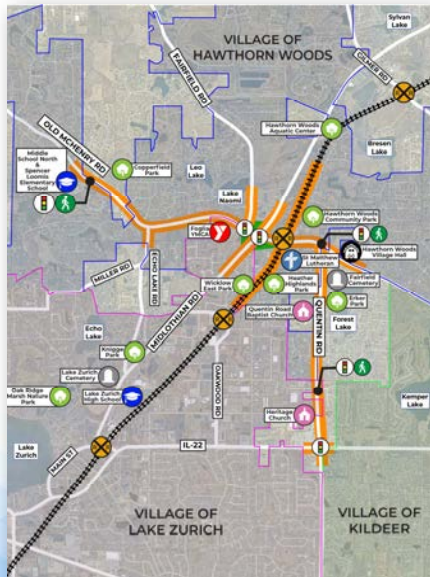 Sylvan
Lake
VILLAGE OF
HAWTHORN WOODS
FAIRFIELD RD
GILMER RD
Hawthorn Woods
Aquatic Center
Bresen
Lake
OLD MCHENRY RD
Middle
School North
&
Spencer
Loomis
Elementary
School
Copperfield
Park
Leo
Lake
Lake
Naomi
Hawthorn Woods
Community Park
Foglia
YMCA
Hawthorn Woods
Village Hall
St Matthew
Lutheran
MILLER RD
ECHO LAKE RD
Wicklow
East Park
Heather
Highlands
Park
Fairfield
Cemetery
MIDLOTHIAN RD
Quentin Road
Baptist Church
QUENTIN RD
Erber
Park
Forest
Lake
Echo
Lake
Knigge
Park
OAKWOOD RD
Lake Zurich
Cemetery
Oak Ridge
Marsh Nature
Park
Lake Zurich
High School
Kemper
Lake
Heritage
Church
Lake
Zurich
MAIN ST
IL-22
VILLAGE OF
LAKE ZURICH
VILLAGE OF
KILDEER